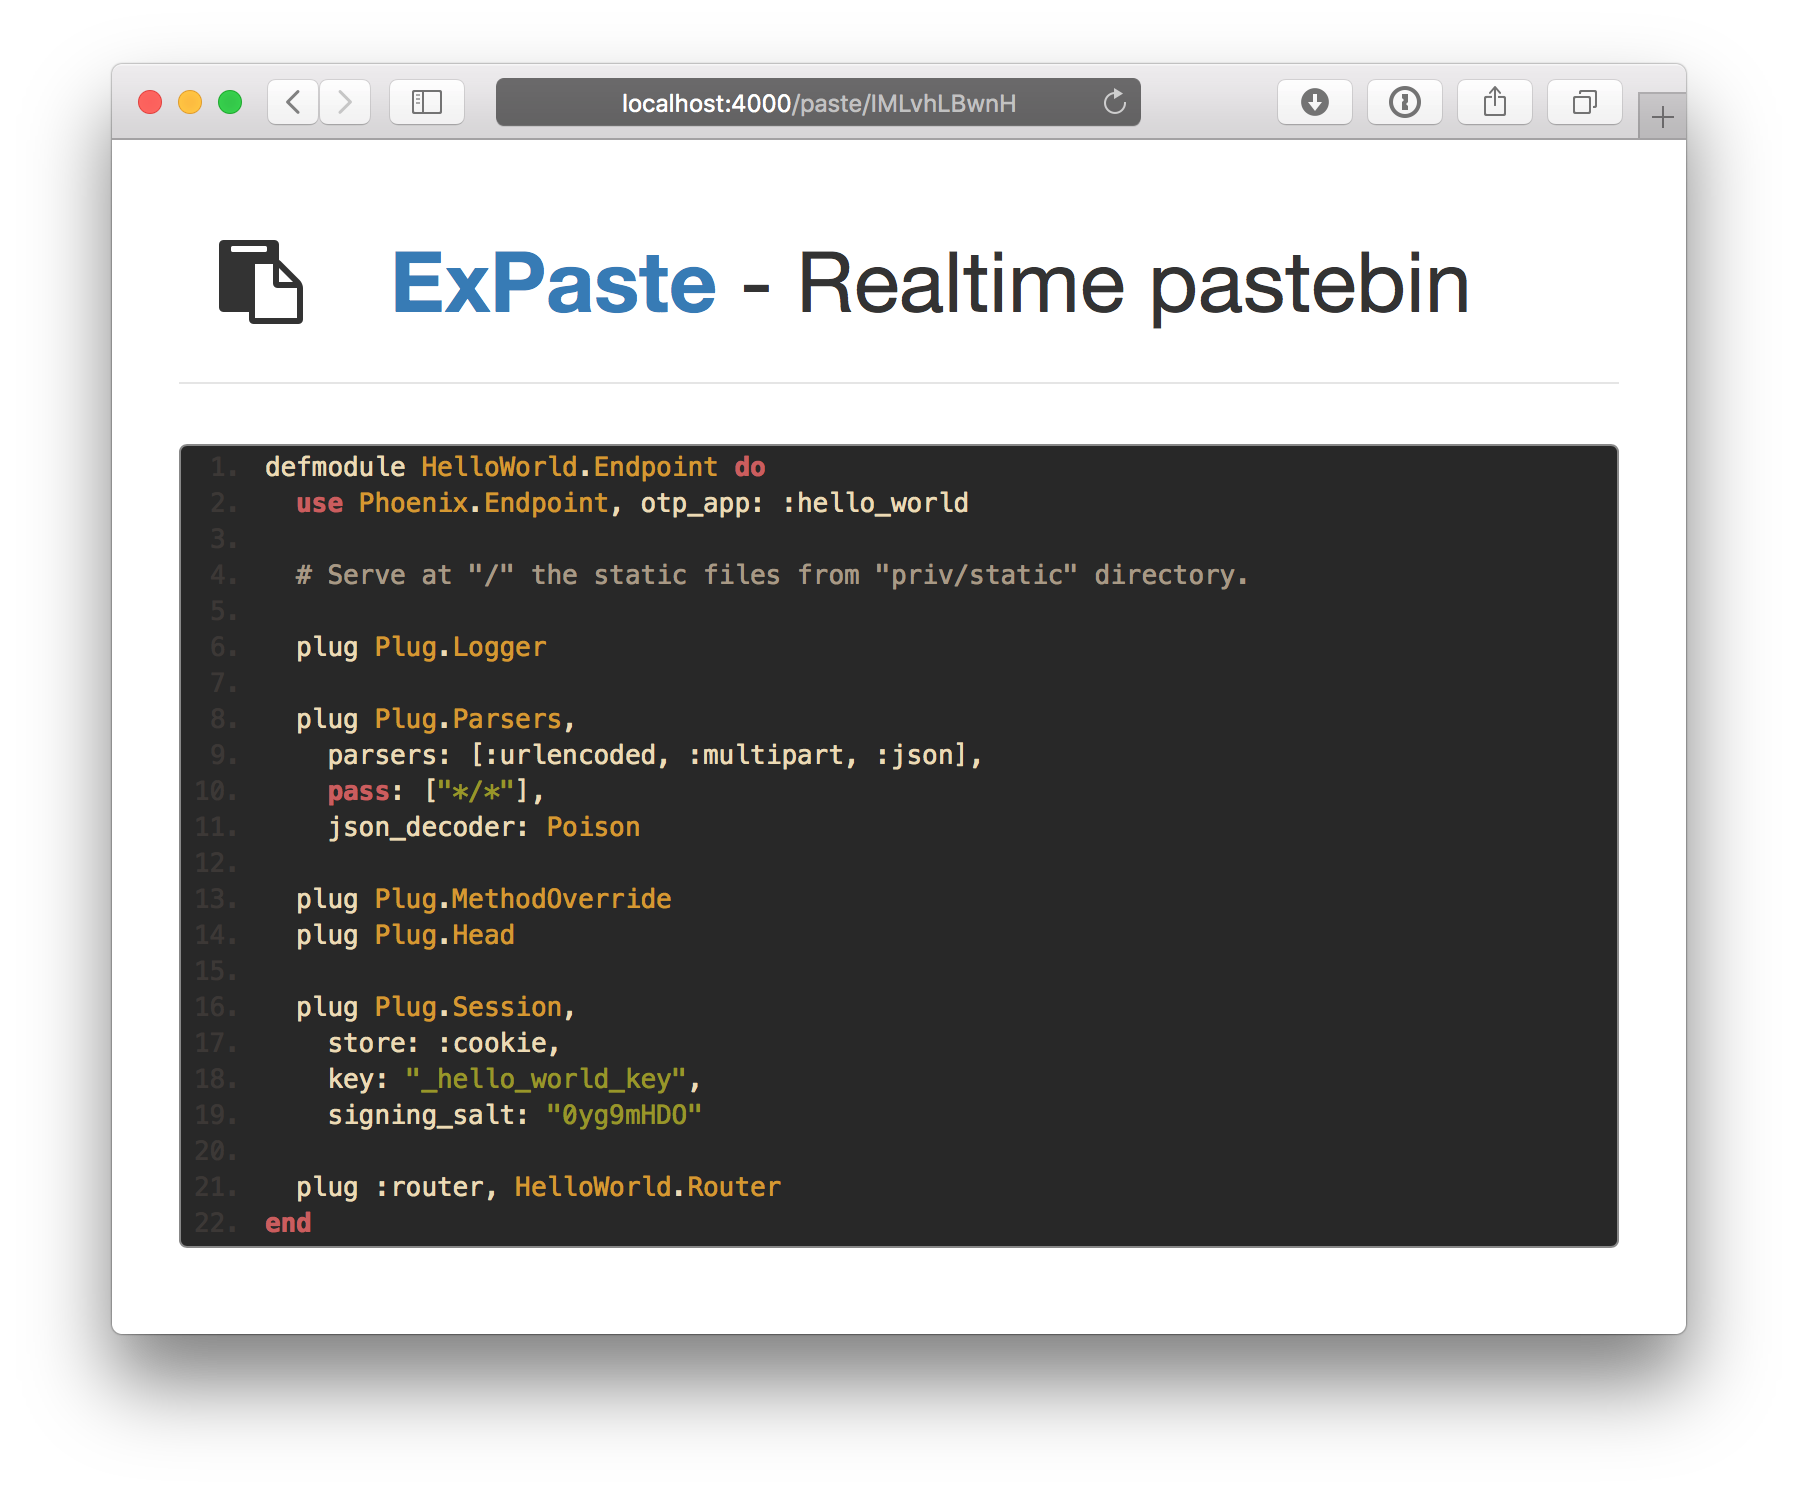 localhost:4000/paste/lMLvhLBwnH
ExPaste - Realtime pastebin
1. defmodule HelloWorld.Endpoint do
2.   use Phoenix.Endpoint, otp_app: :hello_world
3.
4.   # Serve at "/" the static files from "priv/static" directory.
5.
6.   plug Plug.Logger
7.
8.   plug Plug.Parsers,
9.     parsers: [:urlencoded, :multipart, :json],
10.     pass: ["*/*"],
11.     json_decoder: Poison
12.
13.   plug Plug.MethodOverride
14.   plug Plug.Head
15.
16.   plug Plug.Session,
17.     store: :cookie,
18.     key: "_hello_world_key",
19.     signing_salt: "0yg9mHDO"
20.
21.   plug :router, HelloWorld.Router
22. end